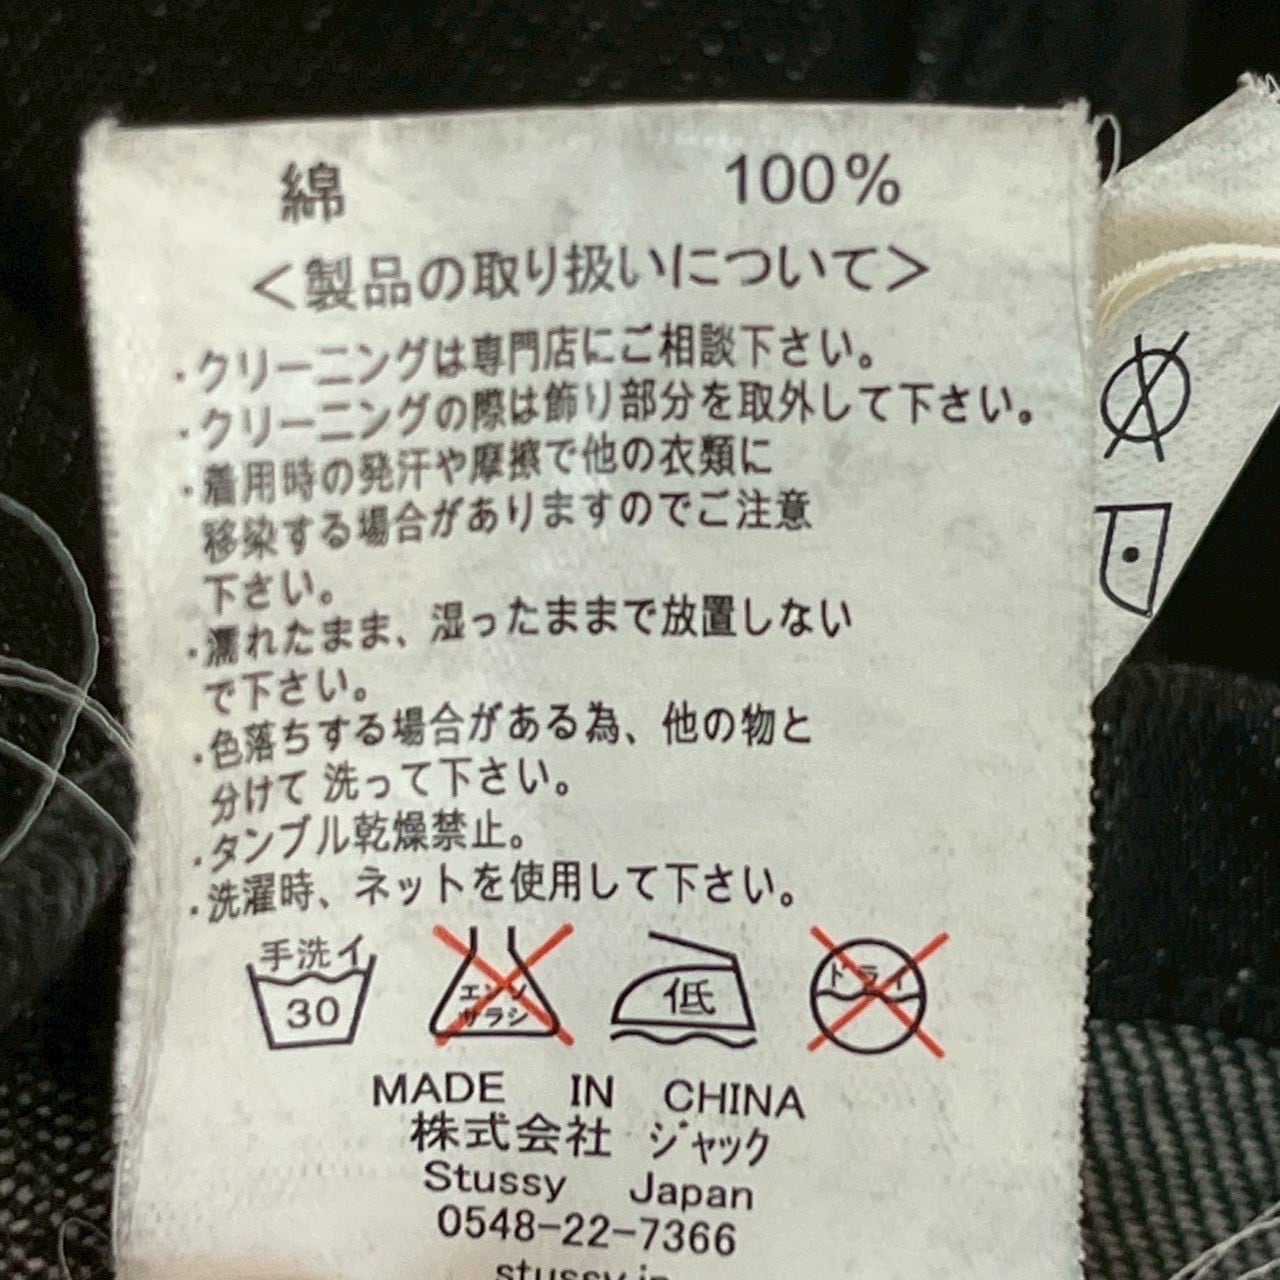 綿 100%
＜製品の取り扱いについて＞
・クリーニングは専門店にご相談下さい。
・クリーニングの際は飾り部分を取外して下さい。
・着用時の発汗や摩擦で他の衣類に
移染する場合がありますのでご注意
下さい。
・濡れたまま、湿ったままで放置しない
で下さい。
・色落ちする場合がある為、他の物と
分けて 洗って下さい。
・タンブル乾燥禁止。
・洗濯時、ネットを使用して下さい。
手洗イ
30
エンソ
サラシ
低
ドライ
MADE IN CHINA
株式会社 ジャック
Stussy Japan
0548-22-7366
stussy.jp